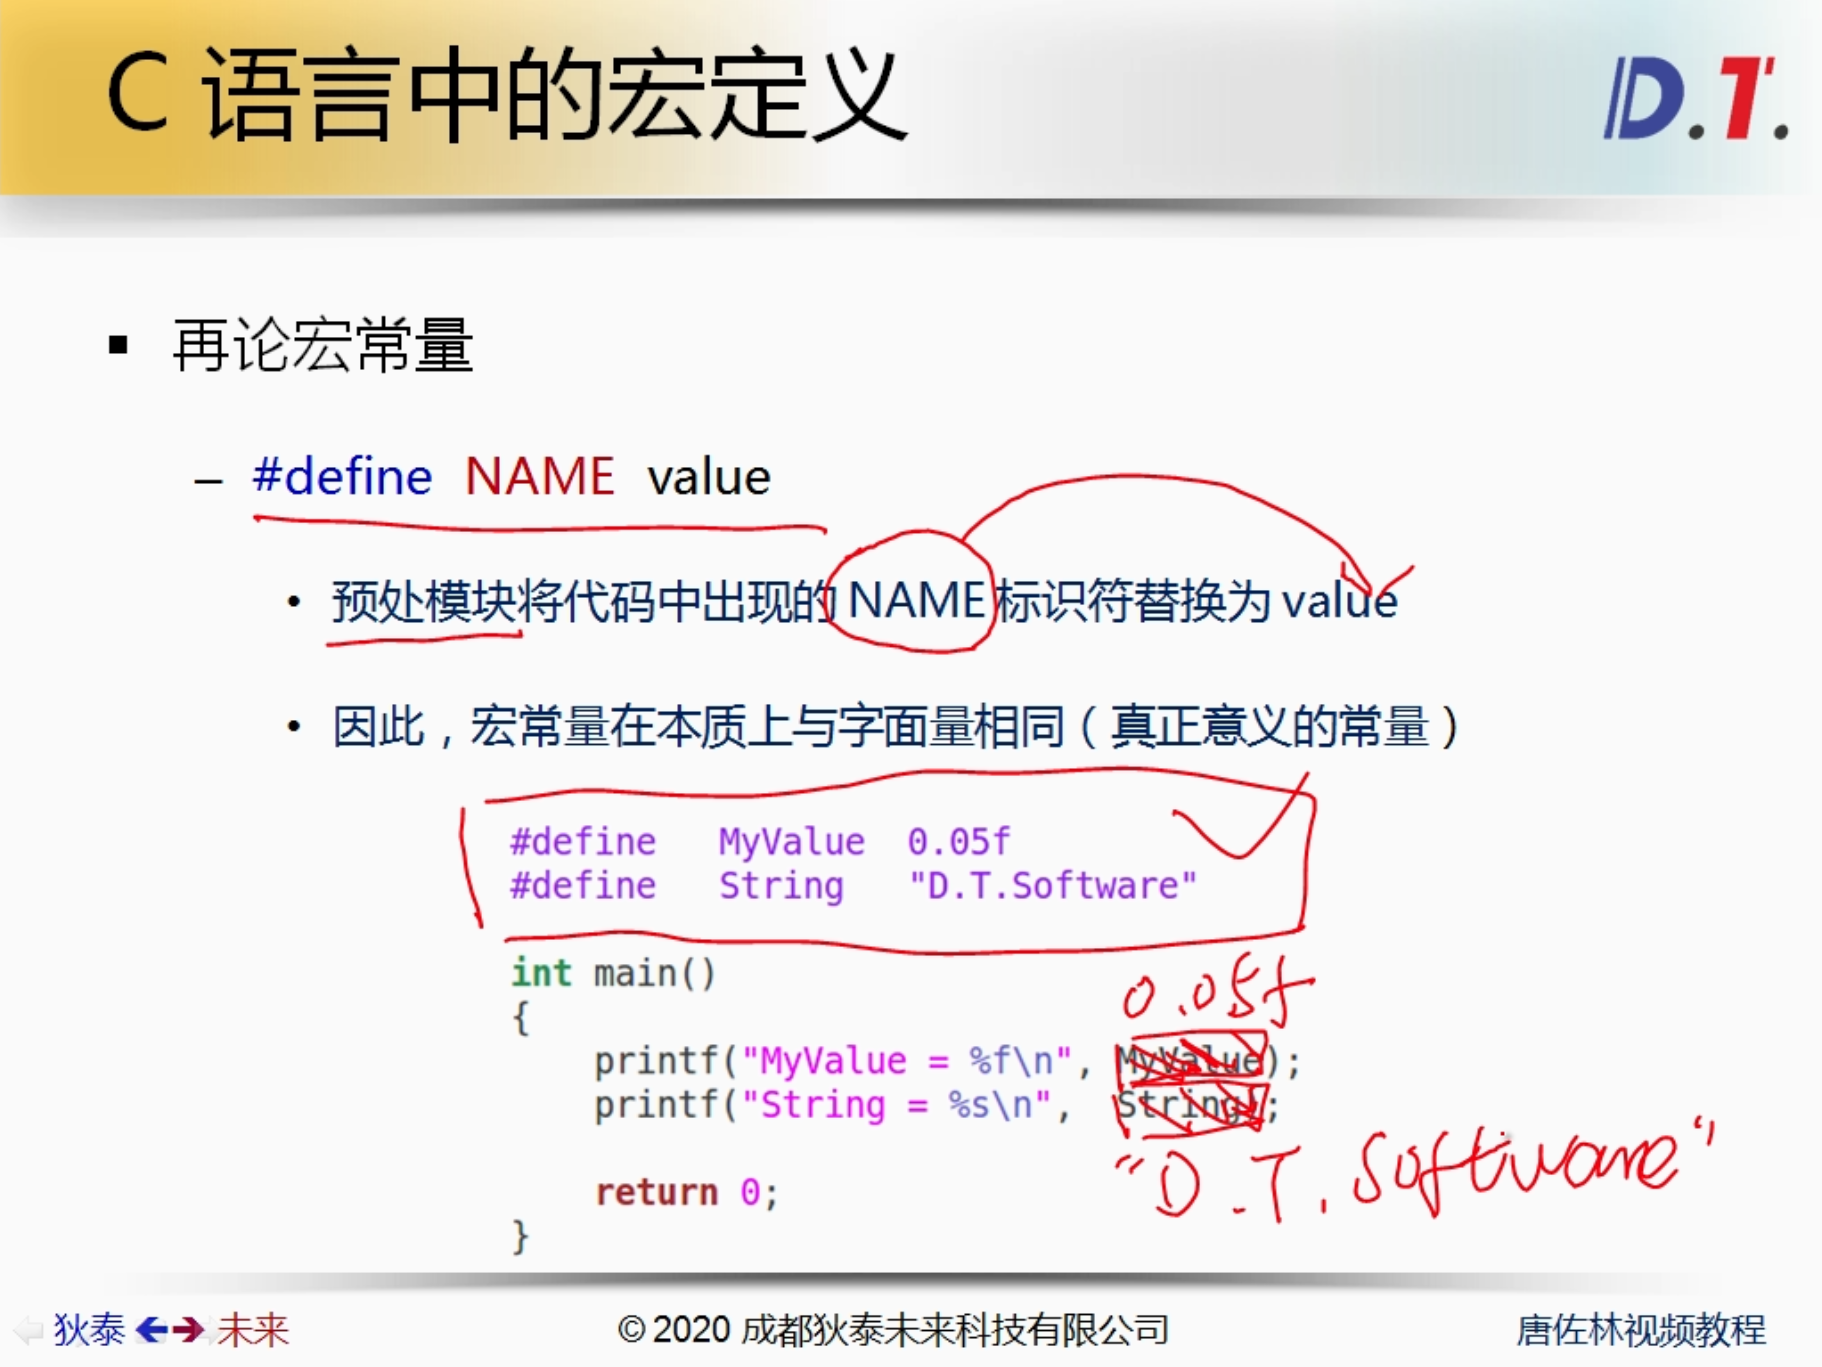 C 语言中的宏定义
D.T.
再论宏常量
– #define NAME value
• 预处模块将代码中出现的 NAME 标识符替换为 value
• 因此，宏常量在本质上与字面量相同（真正意义的常量）
#define MyValue 0.05f
#define String "D.T.Software"
int main()
{
0.05f
printf("MyValue = %f\n", MyValue);
printf("String = %s\n", String);
"D.T.Software"
return 0;
}
狄泰 未来
© 2020 成都狄泰未来科技有限公司
唐佐林视频教程